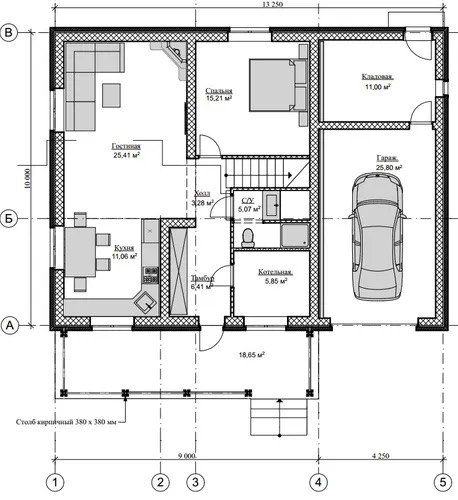 13 250
В
Кладовая.
11,00 м²
Спальня
15,21 м²
Гостиная
25,41 м²
Гараж.
25,80 м²
10 000
Холл
3,28 м²
С/У
5,07 м²
Б
Кухня
11,06 м²
Тамбур
6,41 м²
Котельная.
5,85 м²
А
18,65 м²
Столб кирпичный 380 х 380 мм
9 000
4 250
1
2
3
4
5